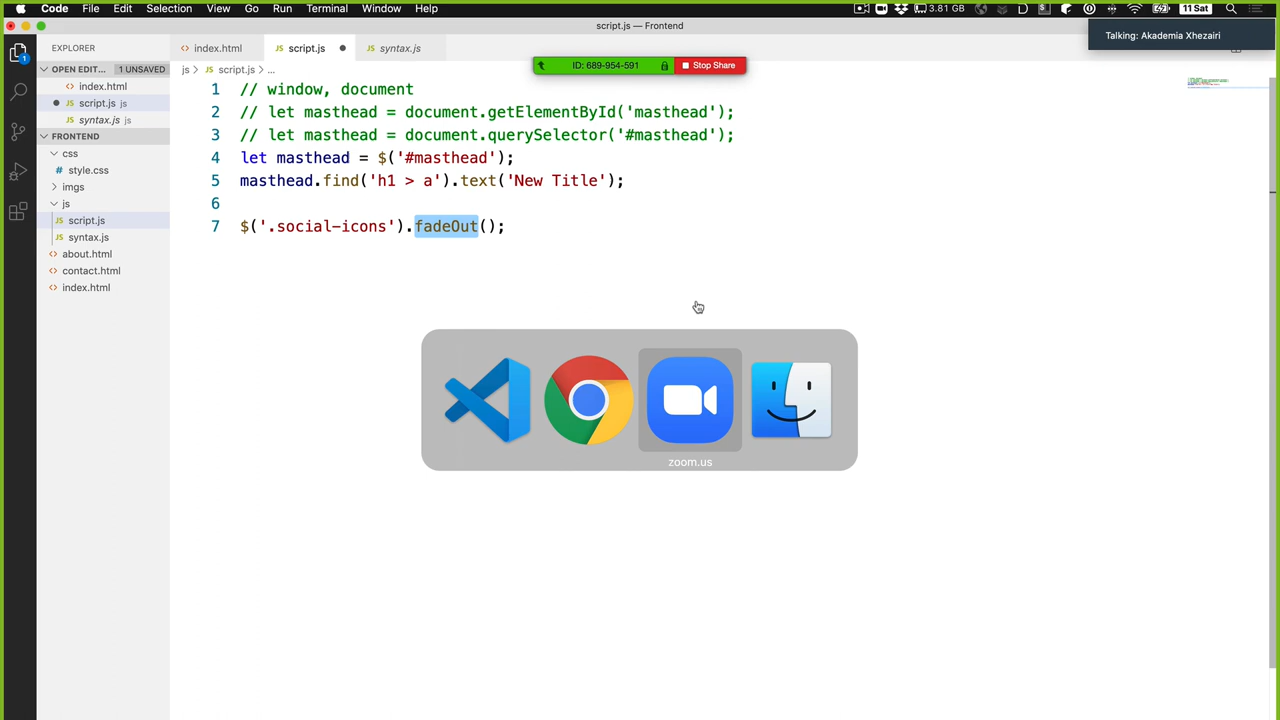 Code File Edit Selection View Go Run Terminal Window Help 3.81 GB 11 Sat
script.js — Frontend
Talking: Akademia Xhezairi
EXPLORER
index.html script.js syntax.js
ID: 689-954-591 Stop Share
OPEN EDIT... 1 UNSAVED
js > script.js > ...
index.html
script.js js
syntax.js js
FRONTEND
css
style.css
imgs
js
script.js
syntax.js
about.html
contact.html
index.html
1
1 // window, document
2 // let masthead = document.getElementById('masthead');
3 // let masthead = document.querySelector('#masthead');
4 let masthead = $('#masthead');
5 masthead.find('h1 > a').text('New Title');
6
7 $('.social-icons').fadeOut();
zoom.us